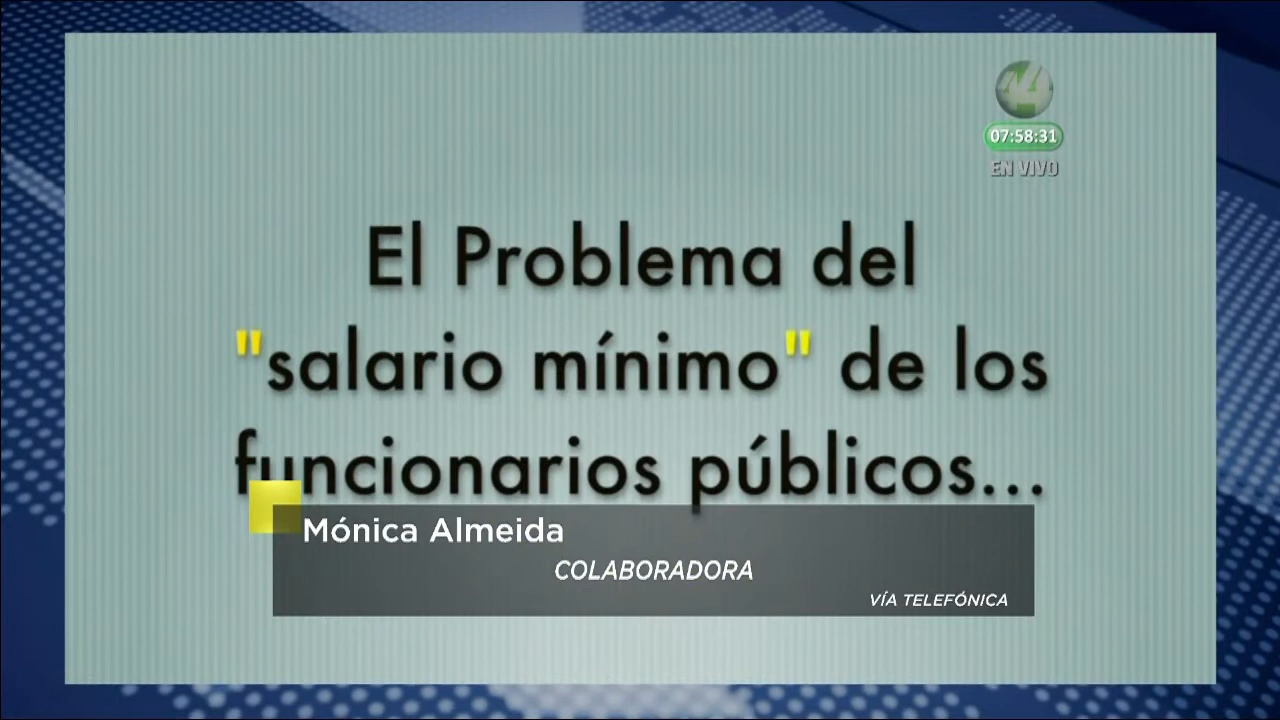 4
07:58:31
EN VIVO
El Problema del
"salario mínimo" de los
funcionarios públicos...
Mónica Almeida
COLABORADORA
VÍA TELEFÓNICA